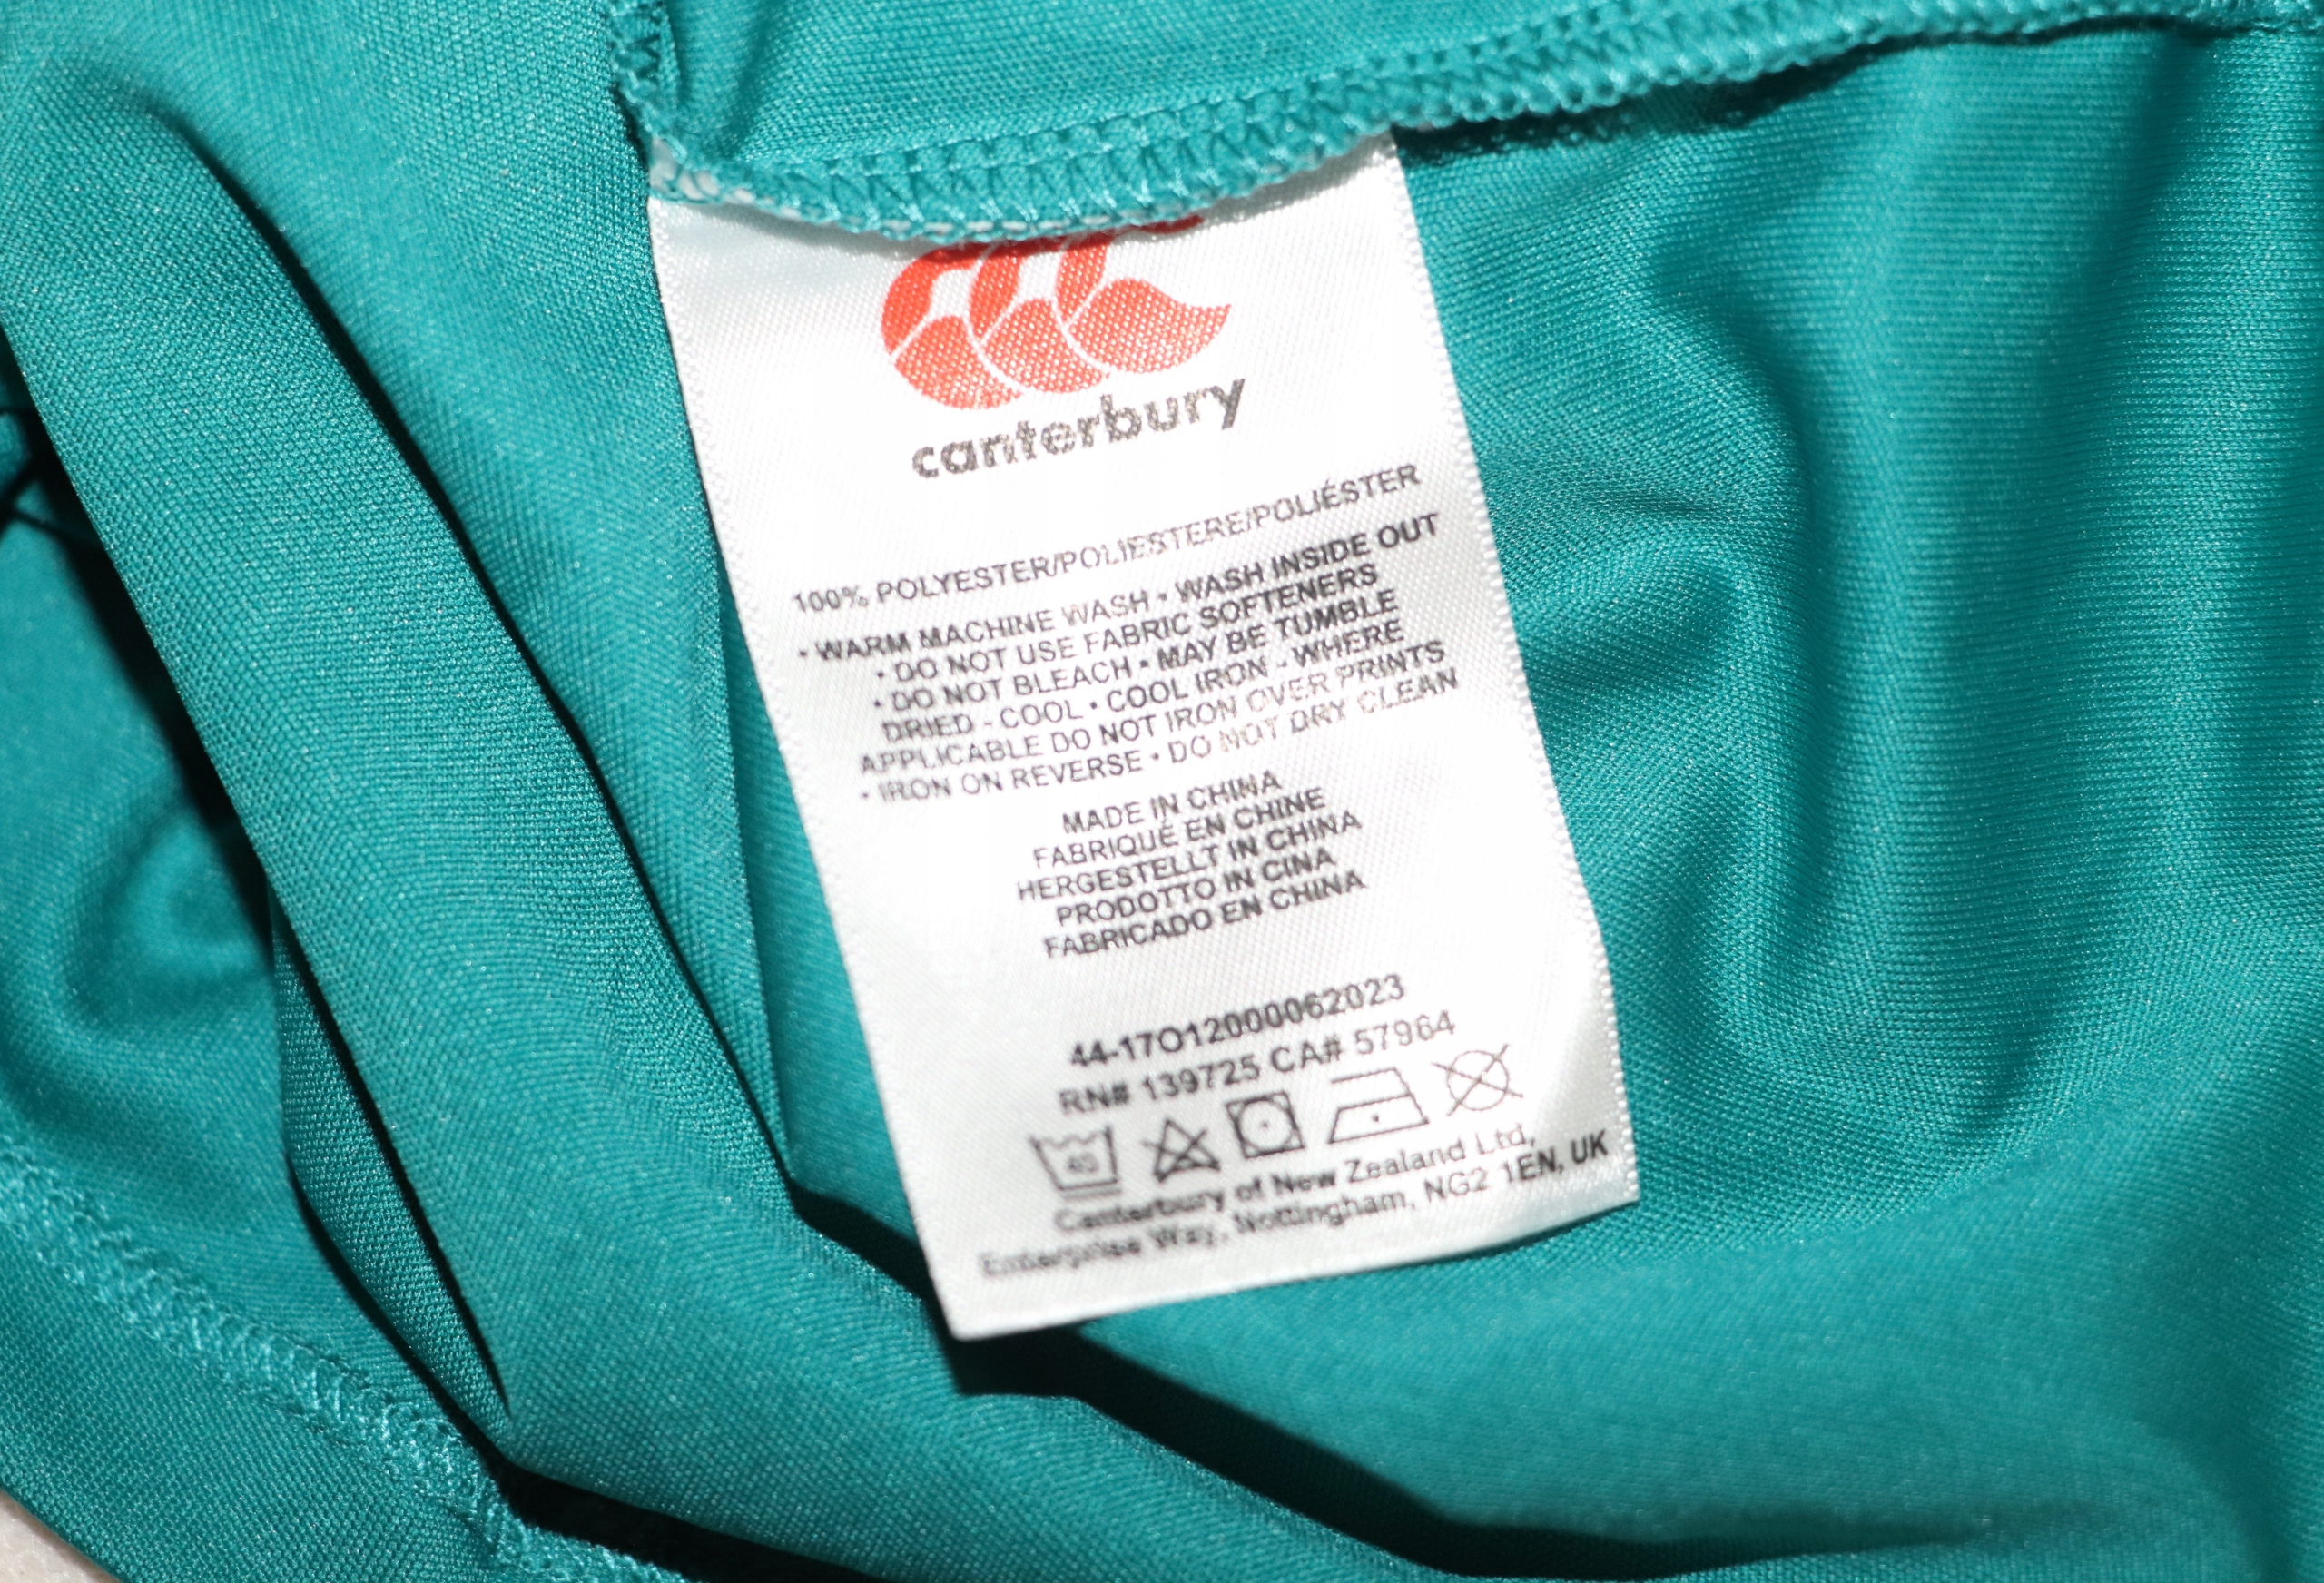 canterbury
100% POLYESTER/POLIESTERE/POLIÉSTER
• WARM MACHINE WASH • WASH INSIDE OUT
• DO NOT USE FABRIC SOFTENERS
• DO NOT BLEACH • MAY BE TUMBLE
DRIED - COOL • COOL IRON - WHERE
APPLICABLE DO NOT IRON OVER PRINTS
• IRON ON REVERSE • DO NOT DRY CLEAN
MADE IN CHINA
FABRIQUÉ EN CHINE
HERGESTELLT IN CHINA
PRODOTTO IN CINA
FABRICADO EN CHINA
44-17O12000062023
RN# 139725 CA# 57964
40
Canterbury of New Zealand Ltd,
Enterprise Way, Nottingham, NG2 1EN, UK